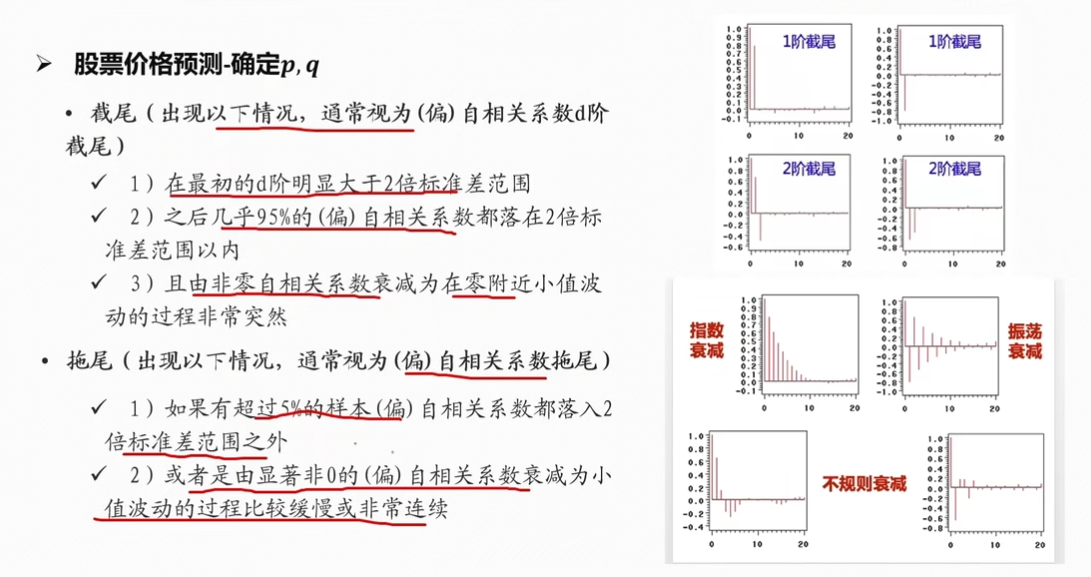 ➢ 股票价格预测-确定p,q
• 截尾（出现以下情况，通常视为(偏)自相关系数d阶
截尾）
✓ 1）在最初的d阶明显大于2倍标准差范围
✓ 2）之后几乎95%的(偏)自相关系数都落在2倍标
准差范围以内
✓ 3）且由非零自相关系数衰减为在零附近小值波
动的过程非常突然
• 拖尾（出现以下情况，通常视为(偏)自相关系数拖尾）
✓ 1）如果有超过5%的样本(偏)自相关系数都落入2
倍标准差范围之外
✓ 2）或者是由显著非0的(偏)自相关系数衰减为小
值波动的过程比较缓慢或非常连续
1阶截尾
1.0
0.9
0.8
0.7
0.6
0.5
0.4
0.3
0.2
0.1
0.0
-0.1
0 10 20
1阶截尾
1.0
0.8
0.6
0.4
0.2
0.0
-0.2
-0.4
-0.6
-0.8
-1.0
0 10 20
2阶截尾
1.0
0.8
0.6
0.4
0.2
0.0
-0.2
-0.4
-0.6
0 10 20
2阶截尾
1.0
0.8
0.6
0.4
0.2
0.0
-0.2
-0.4
-0.6
-0.8
0 10 20
指数
衰减
1.0
0.9
0.8
0.7
0.6
0.5
0.4
0.3
0.2
0.1
0.0
-0.1
0 10 20
振荡
衰减
1.0
0.8
0.6
0.4
0.2
0.0
-0.2
-0.4
-0.6
-0.8
-1.0
0 10 20
不规则衰减
1.0
0.8
0.6
0.4
0.2
0.0
-0.2
-0.4
0 10 20
1.0
0.8
0.6
0.4
0.2
0.0
-0.2
-0.4
-0.6
-0.8
0 10 20